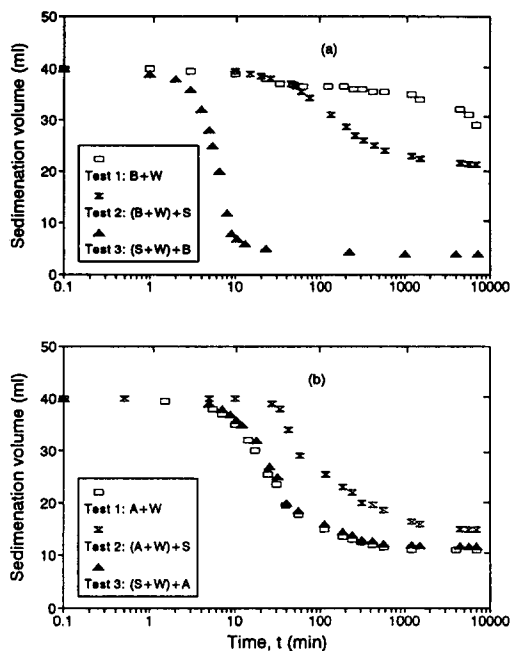 (a)
Sedimenation volume (ml)
50
40
30
20
10
0
Test 1: B+W
Test 2: (B+W)+S
Test 3: (S+W)+B
0.1
1
10
100
1000
10000
(b)
Sedimenation volume (ml)
50
40
30
20
10
0
Test 1: A+W
Test 2: (A+W)+S
Test 3: (S+W)+A
0.1
1
10
100
1000
10000
Time, t (min)